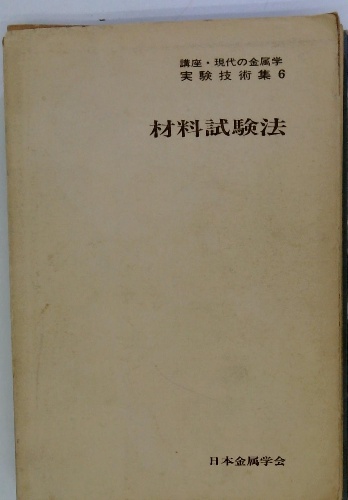 講座・現代の金属学
実験技術集6
材料試験法
日本金属学会